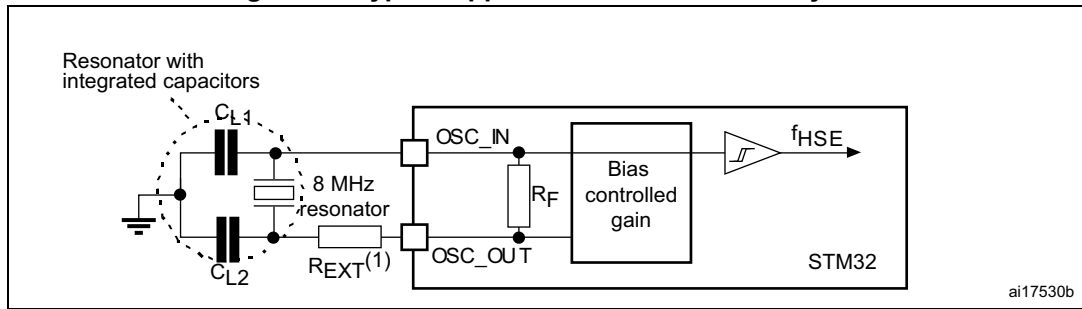 Resonator with
integrated capacitors
CL1
OSC_IN
fHSE
8 MHz
resonator
RF
Bias
controlled
gain
REXT(1)
OSC_OUT
CL2
STM32
ai17530b